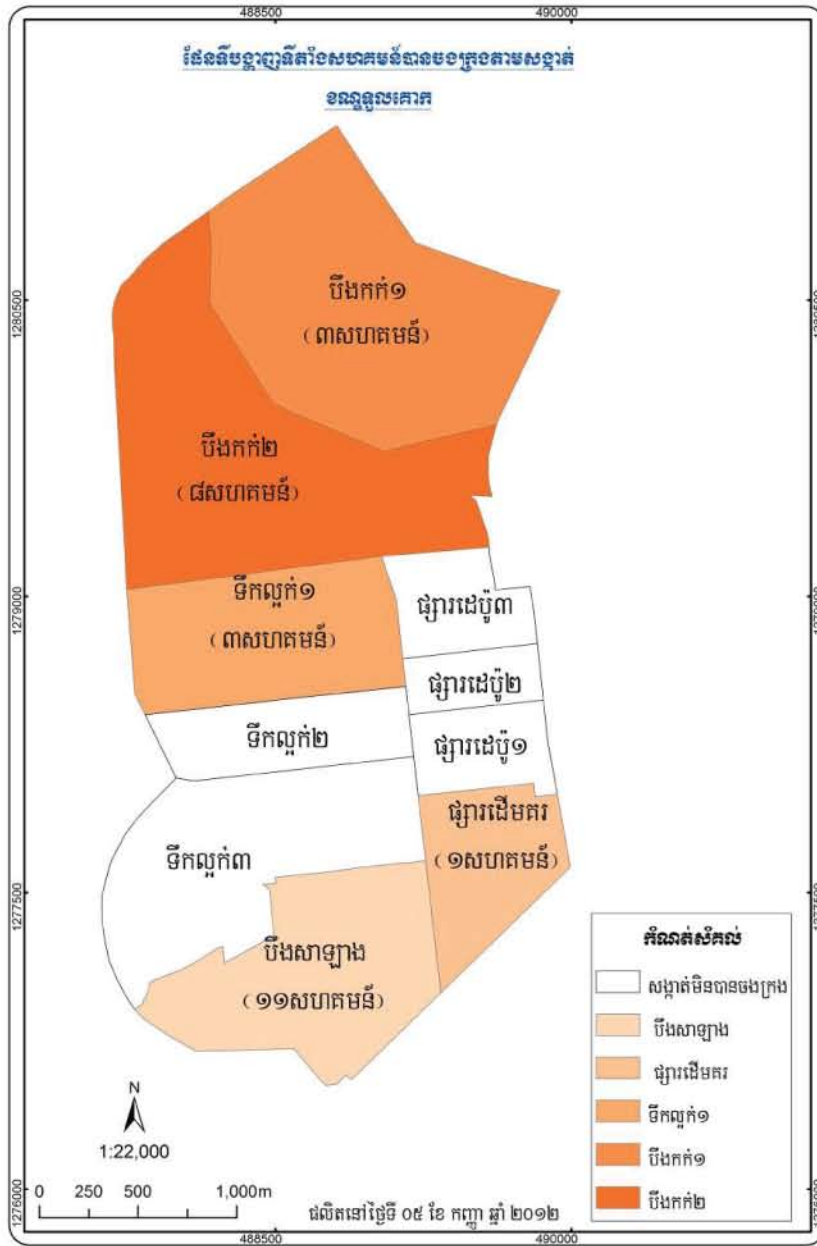 488500 490000
ផែនទីបង្ហាញទីតាំងសហគមន៍បានចងក្រងតាមសង្កាត់
ខណ្ឌទួលគោក
1280500 1280500
បឹងកក់១
(៣សហគមន៍)
បឹងកក់២
(៨សហគមន៍)
1279000 1279000
ទឹកល្អក់១
(៣សហគមន៍)
ផ្សារដេប៉ូ៣
ផ្សារដេប៉ូ២
ទឹកល្អក់២
ផ្សារដេប៉ូ១
ផ្សារដើមគរ
(១សហគមន៍)
ទឹកល្អក់៣
1277500 1277500
បឹងសាឡាង
(១១សហគមន៍)
កំណត់សំគល់
សង្កាត់មិនបានចងក្រង
បឹងសាឡាង
ផ្សារដើមគរ
ទឹកល្អក់១
បឹងកក់១
បឹងកក់២
N
1:22,000
0 250 500 1,000m
1276000 1276000
ផលិតនៅថ្ងៃទី ០៥ ខែ កញ្ញា ឆ្នាំ ២០១២
488500 490000